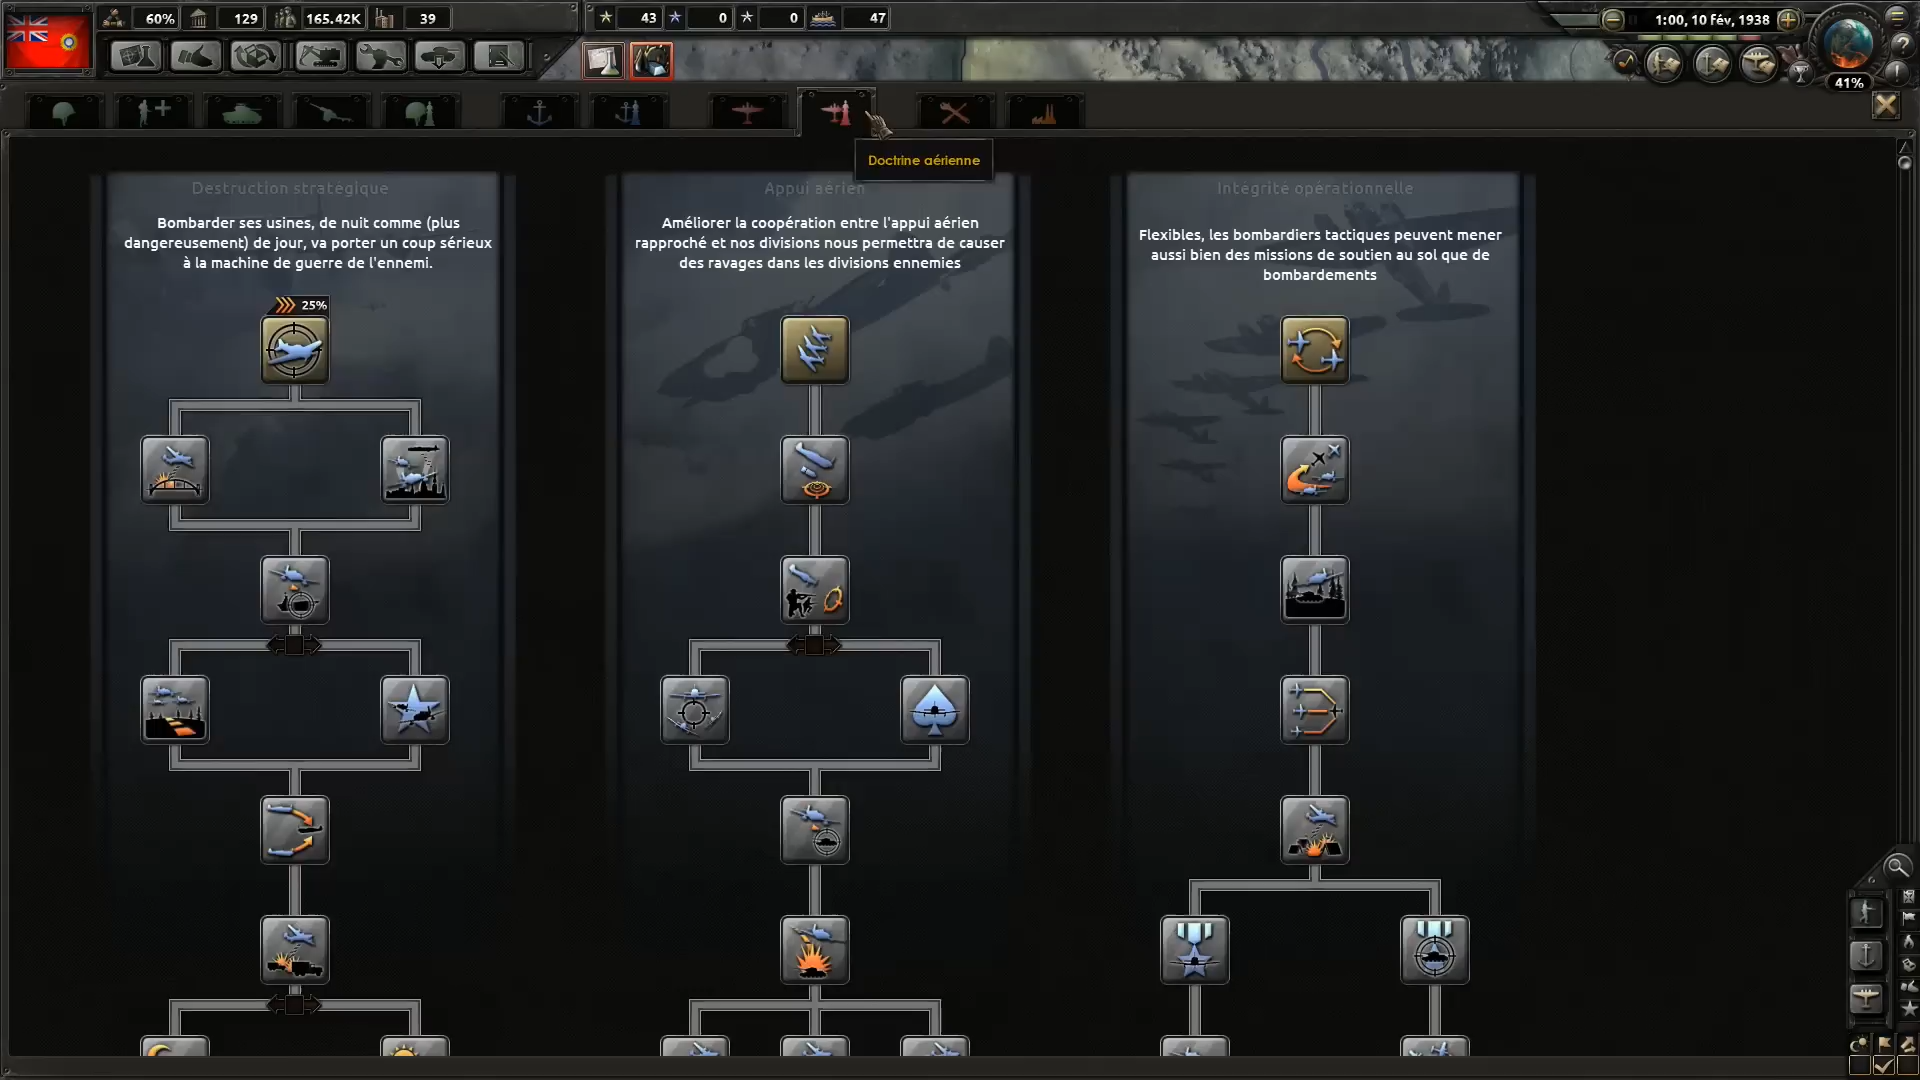 60%
129
165.42K
39
43
0
0
47
1:00, 10 fév, 1938
41%
Doctrine aérienne
Destruction stratégique
Bombarder ses usines, de nuit comme (plus
dangereusement) de jour, va porter un coup sérieux
à la machine de guerre de l'ennemi.
25%
Appui aérien
Améliorer la coopération entre l'appui aérien
rapproché et nos divisions nous permettra de causer
des ravages dans les divisions ennemies
Intégrité opérationnelle
Flexibles, les bombardiers tactiques peuvent mener
aussi bien des missions de soutien au sol que de
bombardements